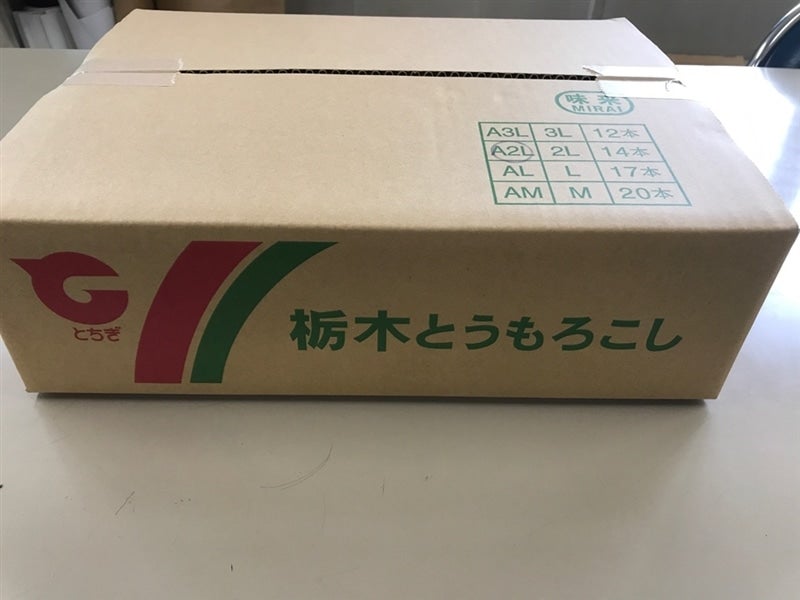 味来
MIRAI
A3L 3L 12本
A2L 2L 14本
AL L 17本
AM M 20本
とちぎ
栃木とうもろこし